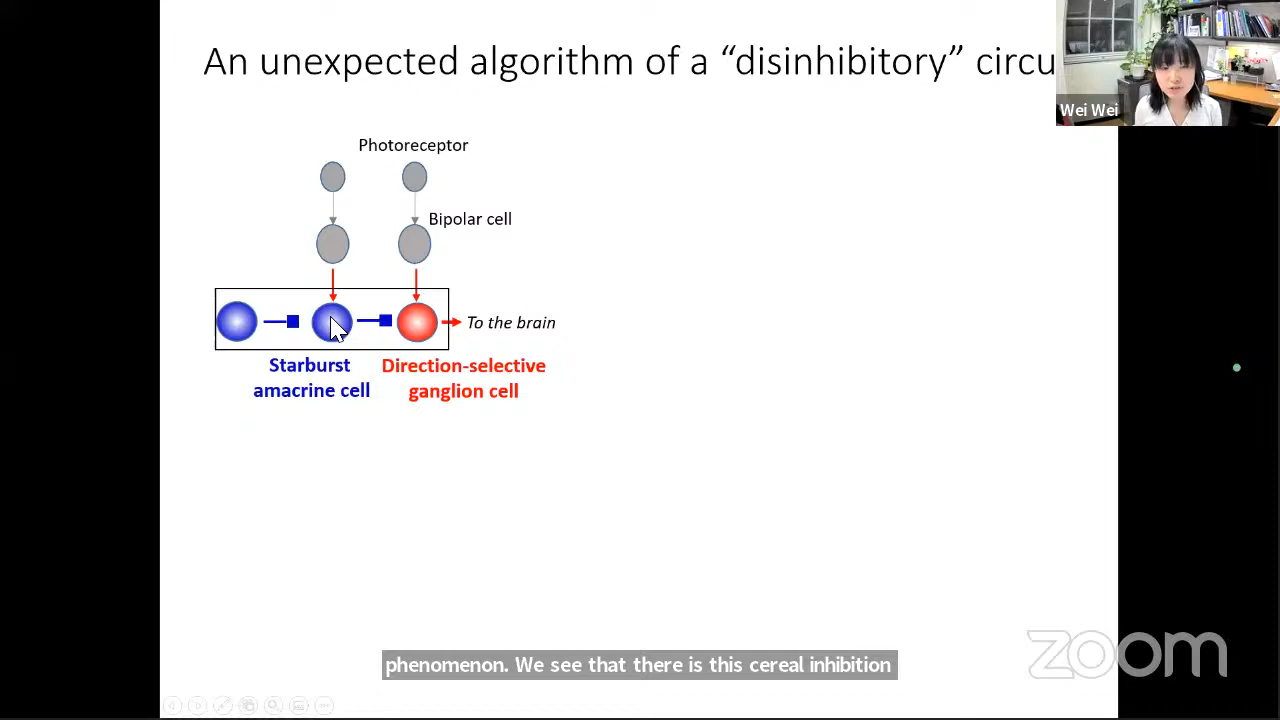 An unexpected algorithm of a “disinhibitory” circu
Wei Wei
Photoreceptor
Bipolar cell
To the brain
Starburst
amacrine cell
Direction-selective
ganglion cell
phenomenon. We see that there is this cereal inhibition
zoom